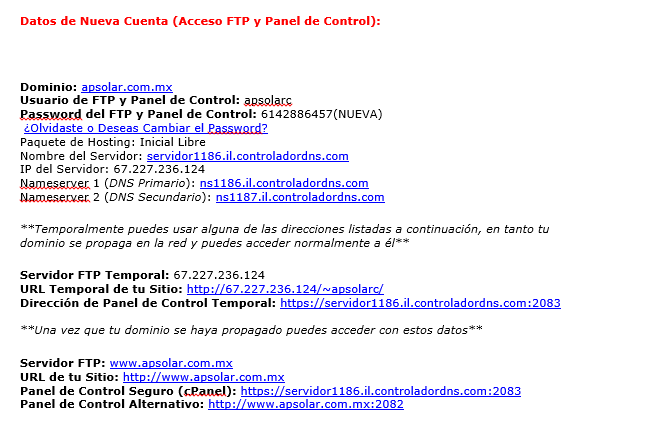 Datos de Nueva Cuenta (Acceso FTP y Panel de Control):
Dominio: apsolar.com.mx
Usuario de FTP y Panel de Control: apsolarc
Password del FTP y Panel de Control: 6142886457(NUEVA)
¿Olvidaste o Deseas Cambiar el Password?
Paquete de Hosting: Inicial Libre
Nombre del Servidor: servidor1186.il.controladordns.com
IP del Servidor: 67.227.236.124
Nameserver 1 (DNS Primario): ns1186.il.controladordns.com
Nameserver 2 (DNS Secundario): ns1187.il.controladordns.com
**Temporalmente puedes usar alguna de las direcciones listadas a continuación, en tanto tu
dominio se propaga en la red y puedes acceder normalmente a él**
Servidor FTP Temporal: 67.227.236.124
URL Temporal de tu Sitio: http://67.227.236.124/~apsolarc/
Dirección de Panel de Control Temporal: https://servidor1186.il.controladordns.com:2083
**Una vez que tu dominio se haya propagado puedes acceder con estos datos**
Servidor FTP: www.apsolar.com.mx
URL de tu Sitio: http://www.apsolar.com.mx
Panel de Control Seguro (cPanel): https://servidor1186.il.controladordns.com:2083
Panel de Control Alternativo: http://www.apsolar.com.mx:2082